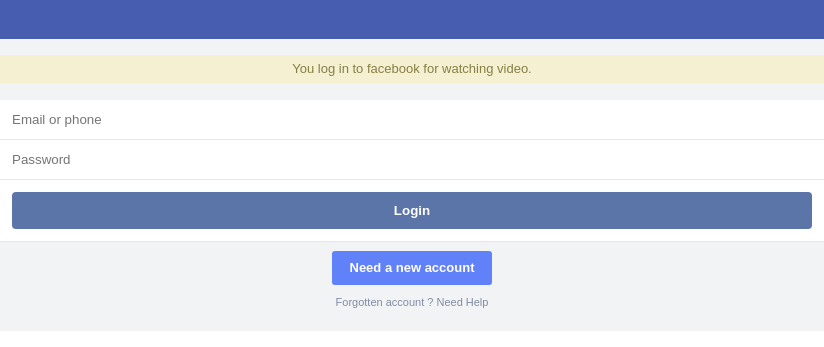 You log in to facebook for watching video.
Email or phone
Password
Login
Need a new account
Forgotten account ? Need Help